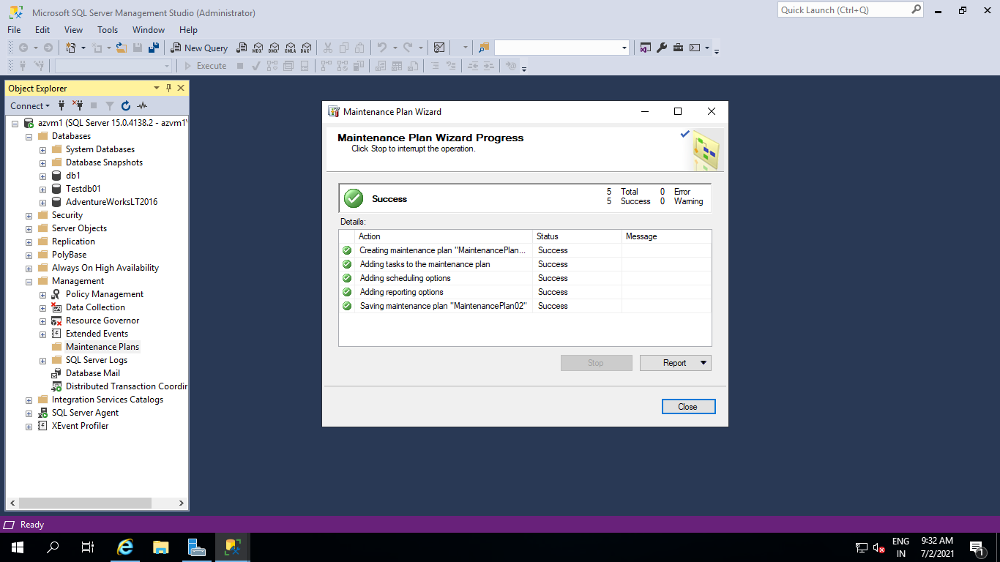 Microsoft SQL Server Management Studio (Administrator)
Quick Launch (Ctrl+Q)
File Edit View Tools Window Help
New Query
MDX DMX XMLA DAX
Execute
Object Explorer
Connect
azvm1 (SQL Server 15.0.4138.2 - azvm1\
Databases
System Databases
Database Snapshots
db1
Testdb01
AdventureWorksLT2016
Security
Server Objects
Replication
PolyBase
Always On High Availability
Management
Policy Management
Data Collection
Resource Governor
Extended Events
Maintenance Plans
SQL Server Logs
Database Mail
Distributed Transaction Coordin
Integration Services Catalogs
SQL Server Agent
XEvent Profiler
Maintenance Plan Wizard
Maintenance Plan Wizard Progress
Click Stop to interrupt the operation.
Success
5 Total 0 Error
5 Success 0 Warning
Details:
Action Status Message
Creating maintenance plan "MaintenancePlan... Success
Adding tasks to the maintenance plan Success
Adding scheduling options Success
Adding reporting options Success
Saving maintenance plan "MaintenancePlan02" Success
Stop Report
Close
Ready
ENG
IN
9:32 AM
7/2/2021
1